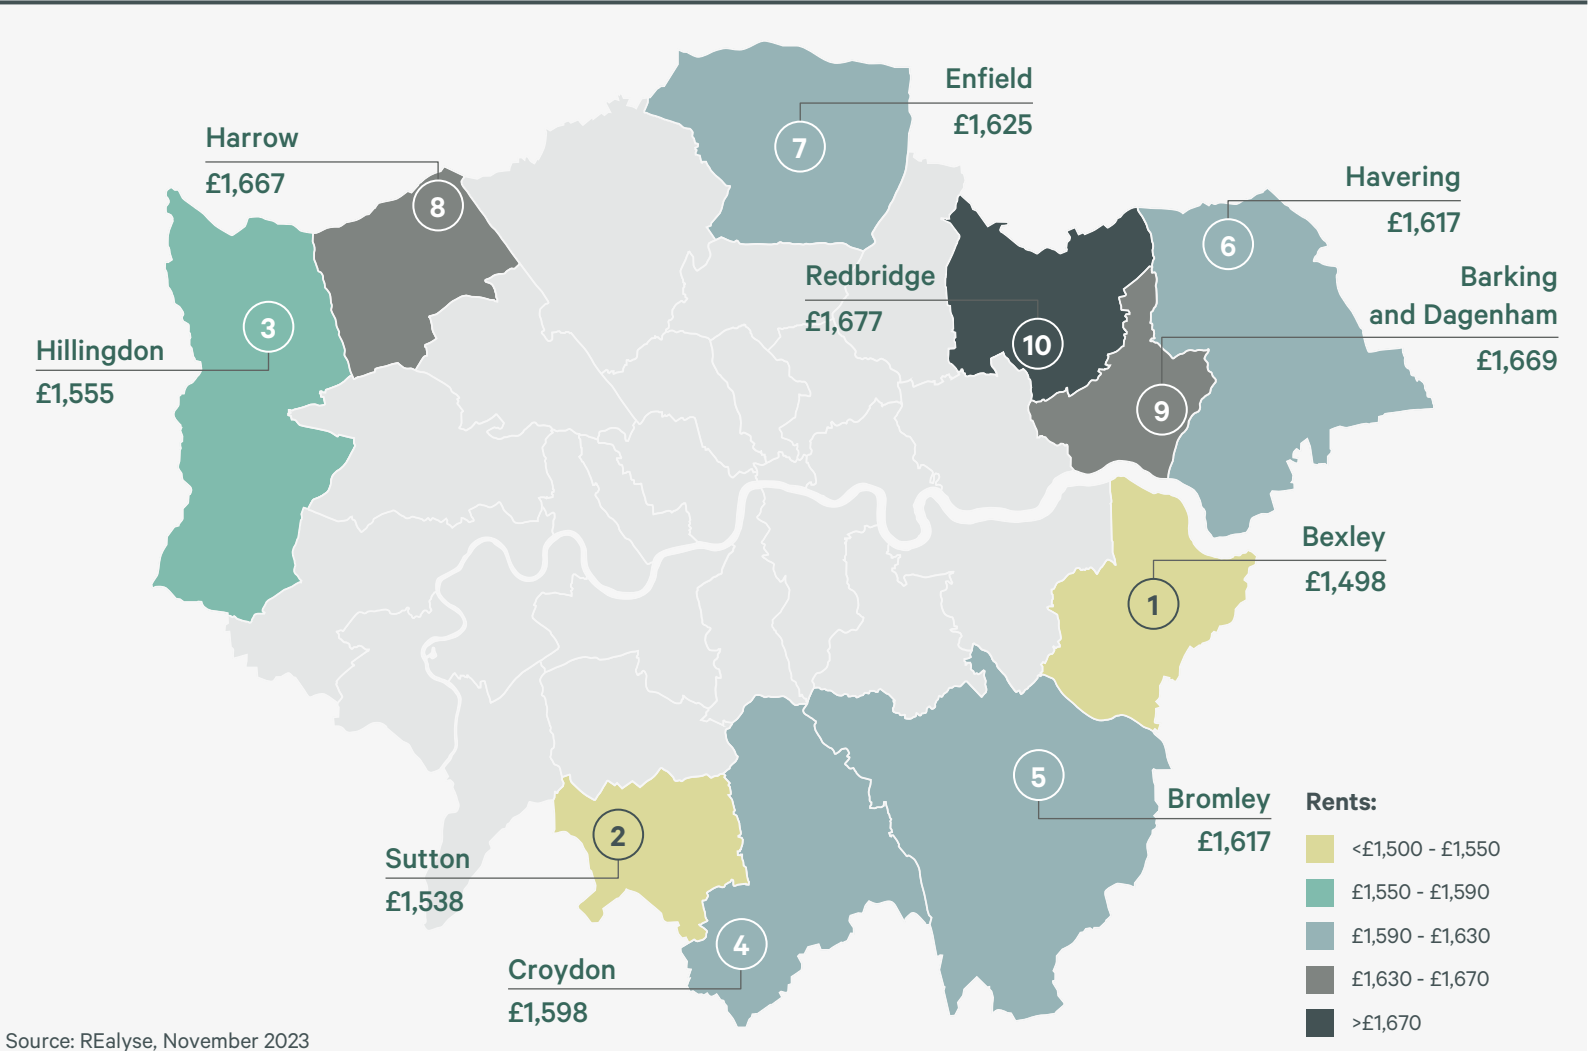 Enfield
£1,625
7
Harrow
£1,667
8
Havering
£1,617
6
Redbridge
£1,677
10
Barking
and Dagenham
£1,669
9
3
Hillingdon
£1,555
Bexley
£1,498
1
5
Bromley
£1,617
2
Sutton
£1,538
4
Croydon
£1,598
Rents:
<£1,500 - £1,550
£1,550 - £1,590
£1,590 - £1,630
£1,630 - £1,670
>£1,670
Source: REalyse, November 2023